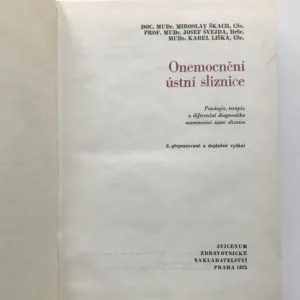 DOC. MUDr. MIROSLAV ŠKACH, CSc.
PROF. MUDr. JOSEF ŠVEJDA, DrSc.
MUDr. KAREL LIŠKA, CSc.
Onemocnění
ústní sliznice
Patologie, terapie
a diferenciální diagnostika
onemocnění ústní sliznice
2. přepracované a doplněné vydání
AVICENUM
ZDRAVOTNICKÉ
NAKLADATELSTVÍ
PRAHA 1975